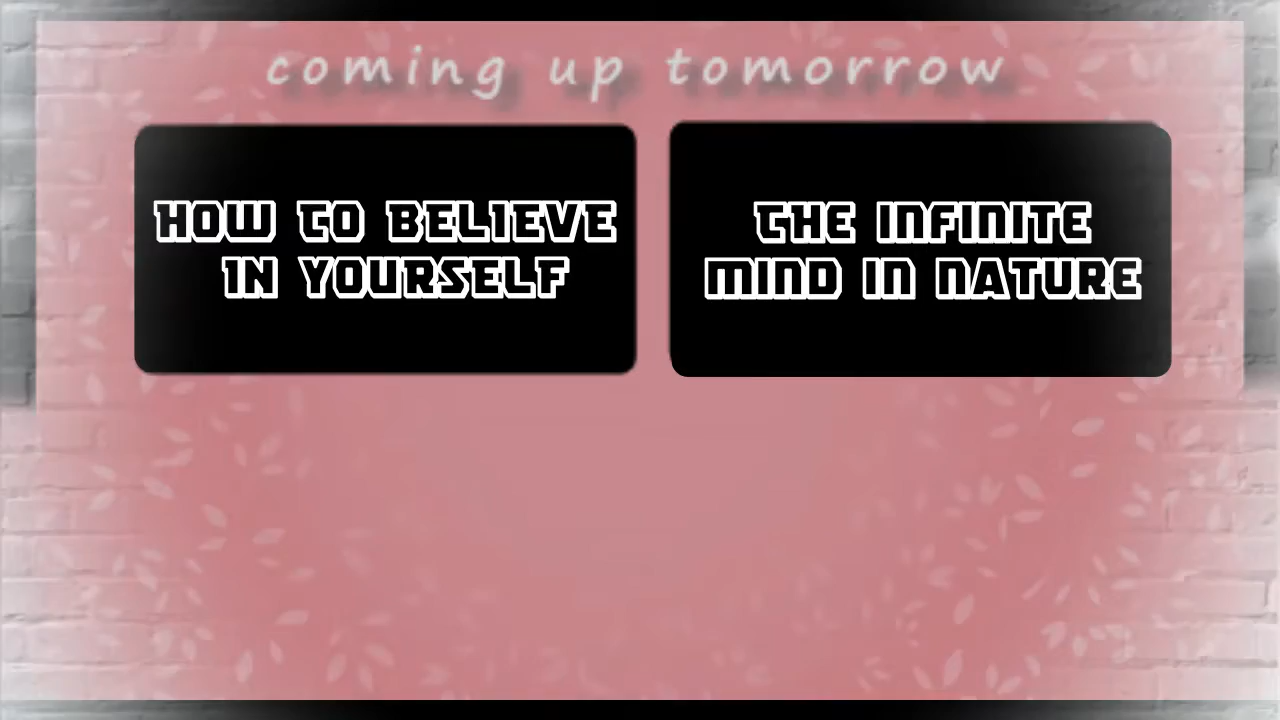 coming up tomorrow
HOW TO BELIEVE
IN YOURSELF
THE INFINITE
MIND IN NATURE